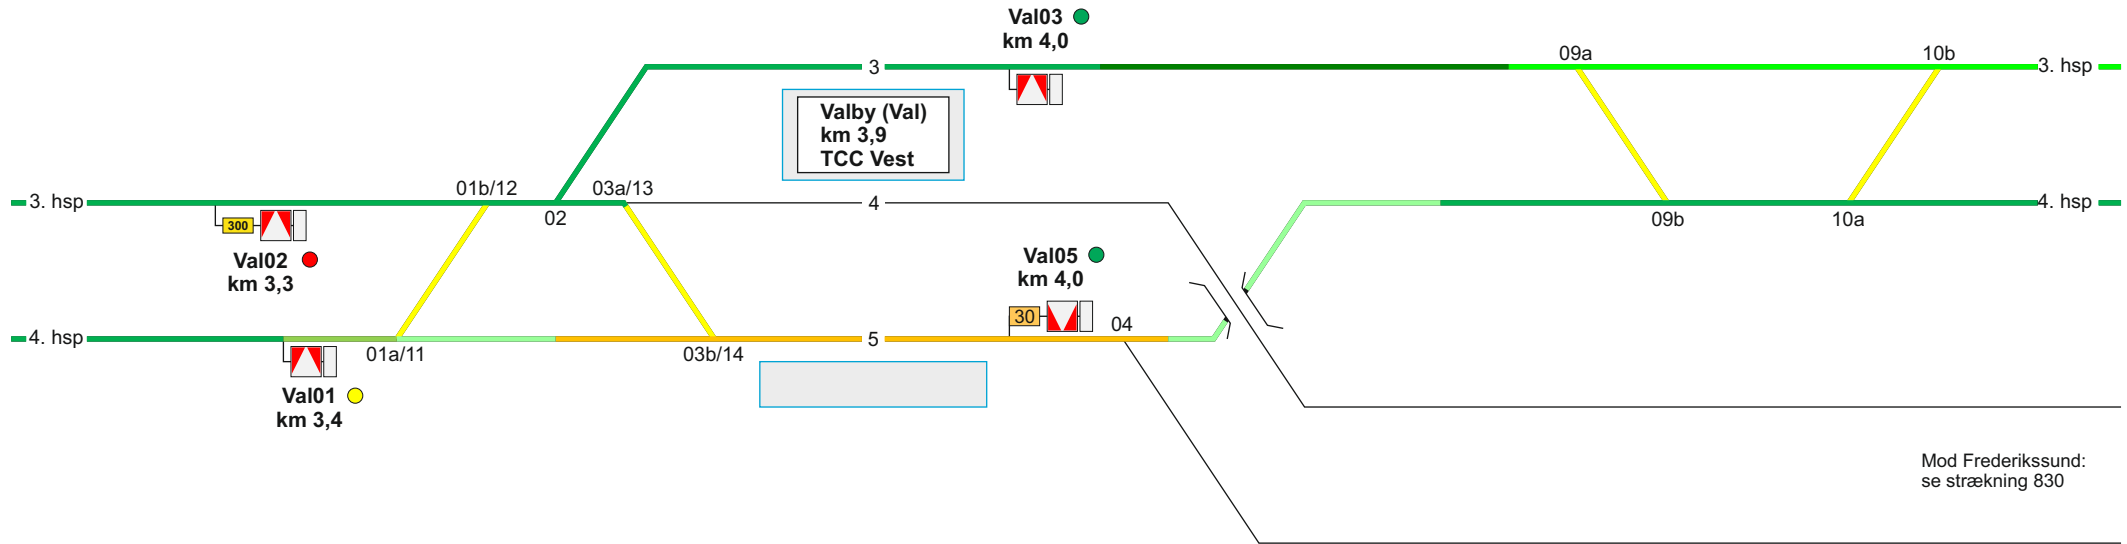 Val03
km 4,0
09a
10b
3
3. hsp
Valby (Val)
km 3,9
TCC Vest
01b/12
03a/13
3. hsp
02
4
4. hsp
09b
10a
300
Val02
km 3,3
Val05
km 4,0
30
04
4. hsp
01a/11
03b/14
5
Val01
km 3,4
Mod Frederikssund:
se strækning 830